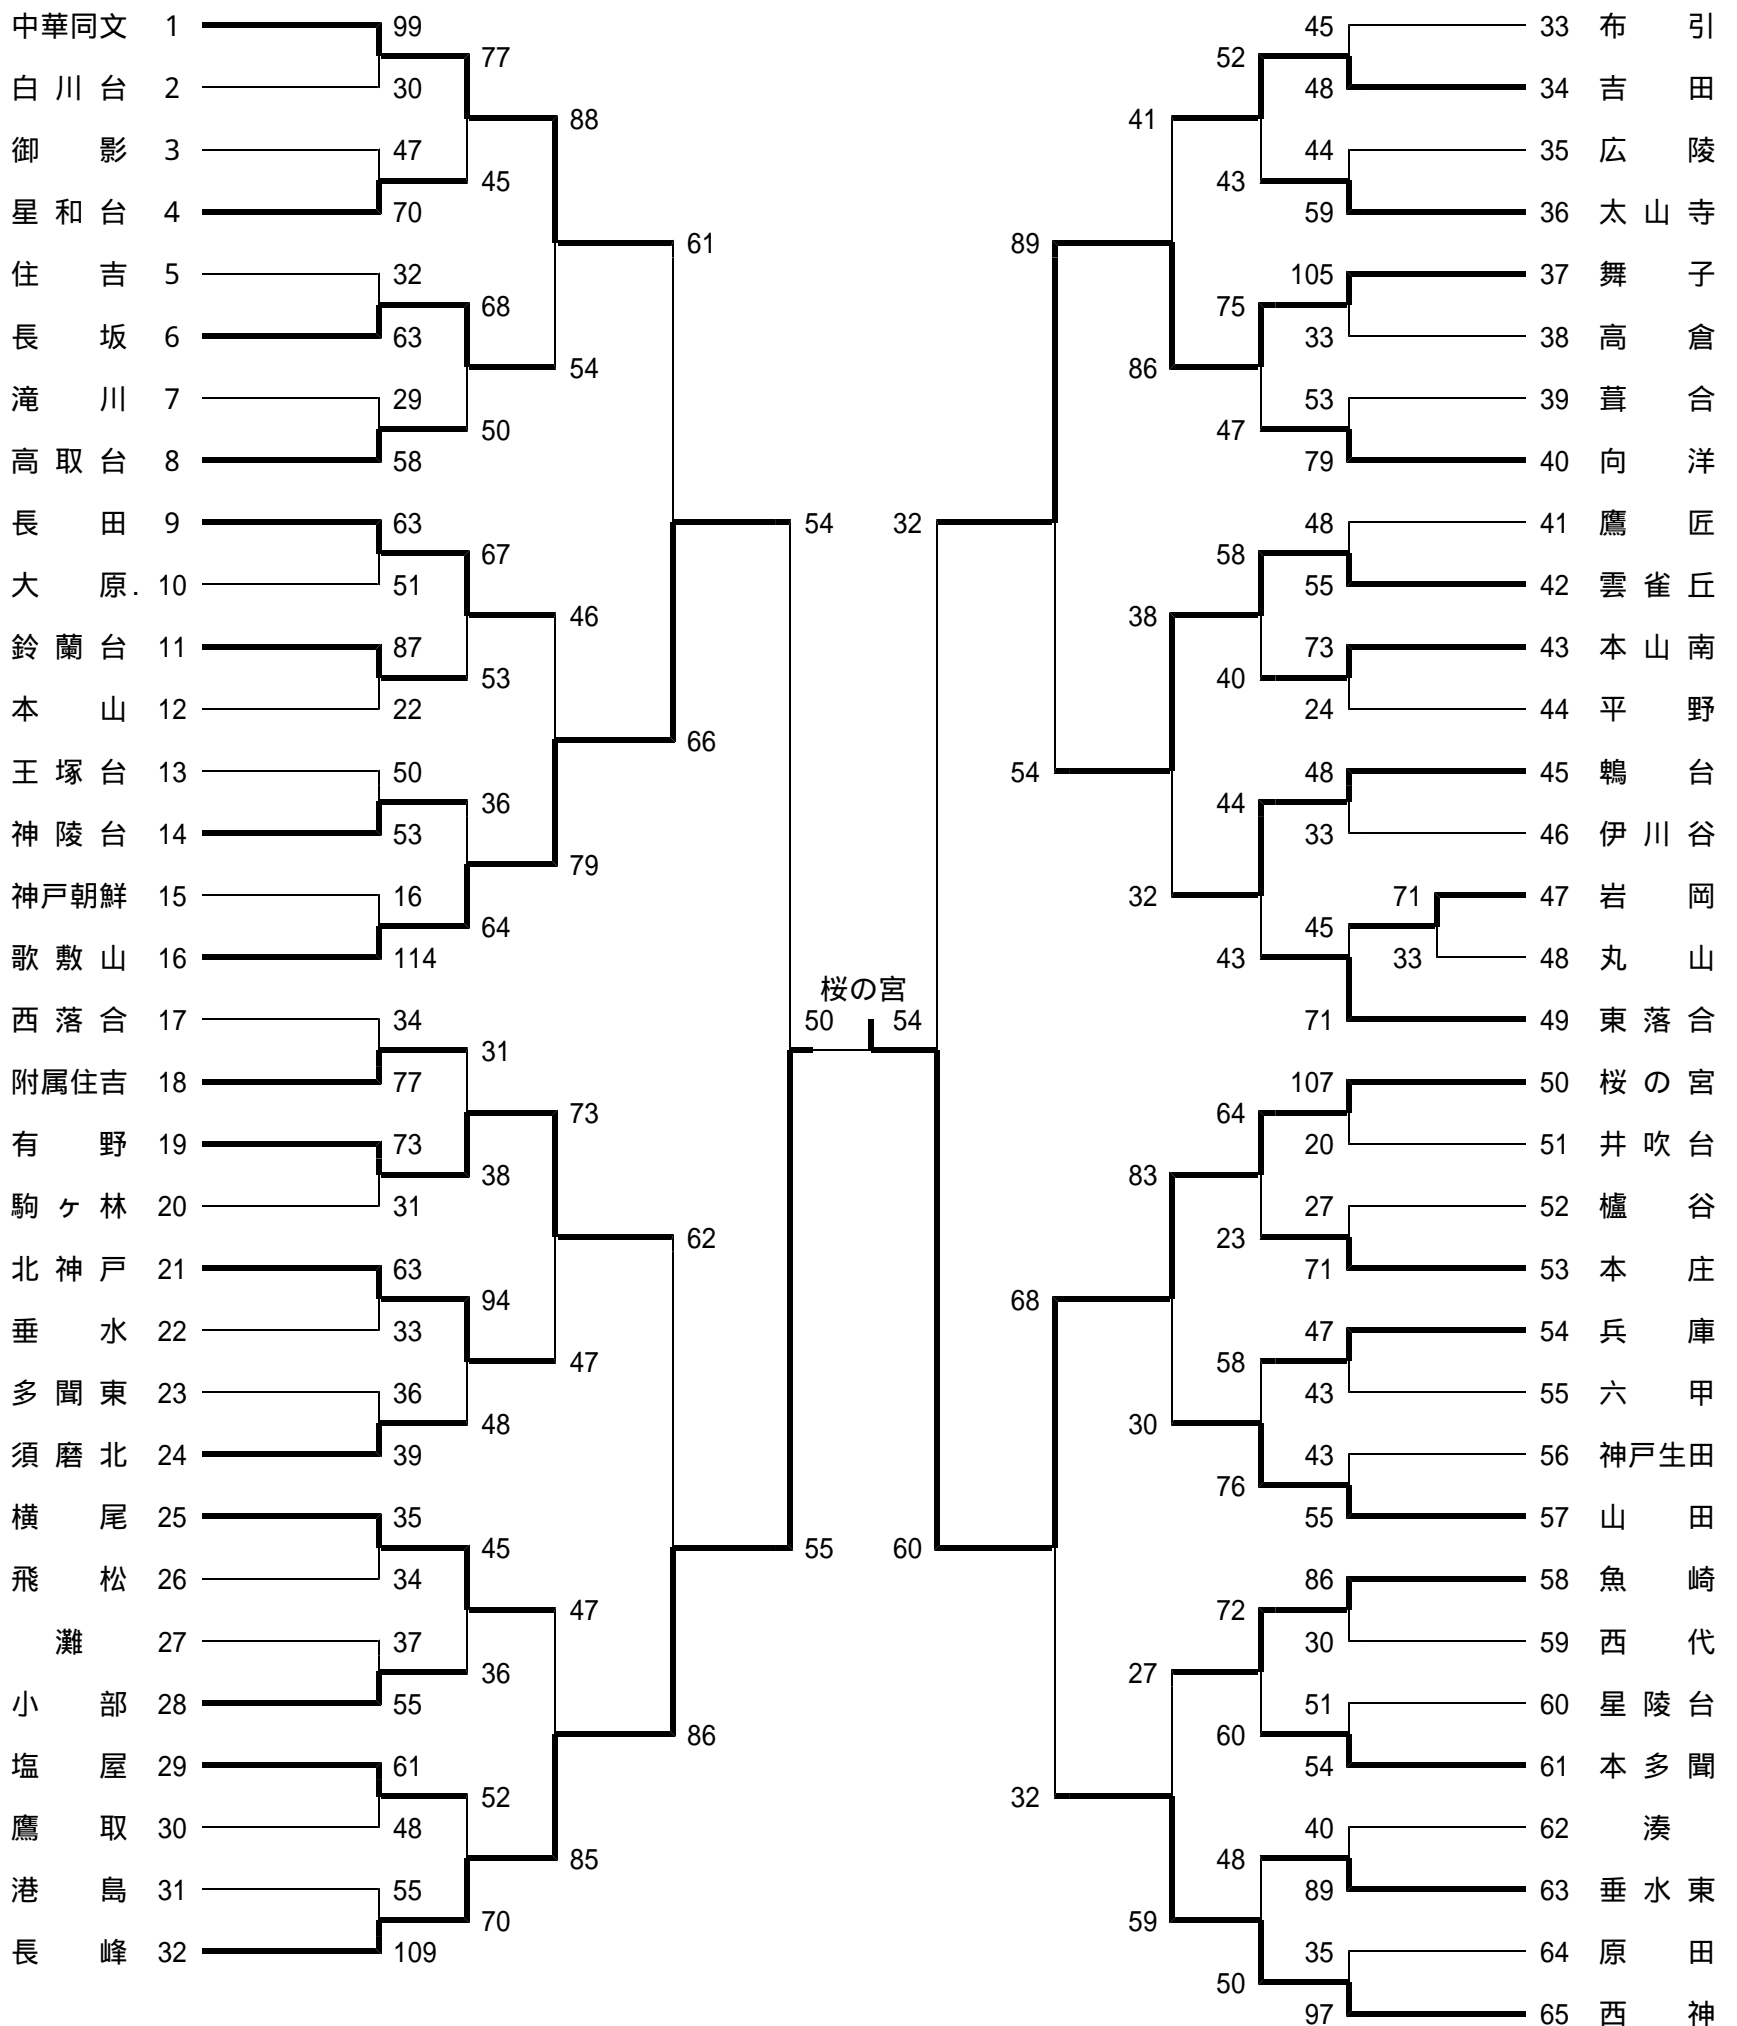 中華同文 1 99 45 33 布引
77 52
白川台 2 30 48 34 吉田
88 41
御影 3 47 44 35 広陵
45 43
星和台 4 70 59 36 太山寺
61 89
住吉 5 32 105 37 舞子
68 75
長坂 6 63 33 38 高倉
54 86
滝川 7 29 53 39 葺合
50 47
高取台 8 58 79 40 向洋
長田 9 63 54 32 48 41 鷹匠
67 58
大原. 10 51 55 42 雲雀丘
46 38
鈴蘭台 11 87 73 43 本山南
53 40
本山 12 22 24 44 平野
66 54
王塚台 13 50 48 45 鵯台
36 44
神陵台 14 53 33 46 伊川谷
79 32
神戸朝鮮 15 16 71 47 岩岡
64 45
歌敷山 16 114 43 33 48 丸山
桜の宮
西落合 17 34 50 54 71 49 東落合
31
附属住吉 18 77 107 50 桜の宮
73 64
有野 19 73 20 51 井吹台
38 83
駒ヶ林 20 31 27 52 櫨谷
62 23
北神戸 21 63 71 53 本庄
94 68
垂水 22 33 47 54 兵庫
47 58
多聞東 23 36 43 55 六甲
48 30
須磨北 24 39 43 56 神戸生田
76
横尾 25 35 55 57 山田
45 55 60
飛松 26 34 86 58 魚崎
47 72
灘 27 37 30 59 西代
36 27
小部 28 55 51 60 星陵台
86 60
塩屋 29 61 54 61 本多聞
52 32
鷹取 30 48 40 62 湊
85 48
港島 31 55 89 63 垂水東
70 59
長峰 32 109 35 64 原田
50
97 65 西神